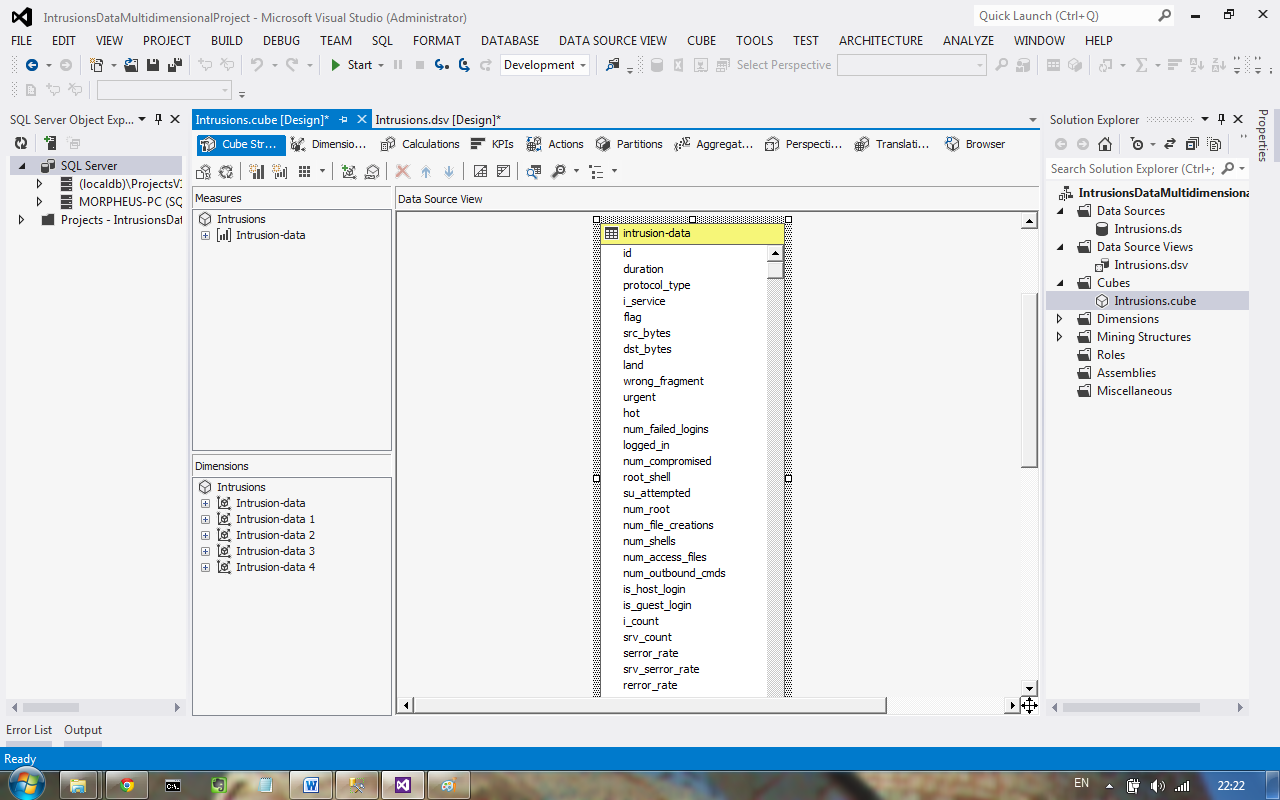 IntrusionsDataMultidimensionalProject - Microsoft Visual Studio (Administrator)
Quick Launch (Ctrl+Q)
FILE EDIT VIEW PROJECT BUILD DEBUG TEAM SQL FORMAT DATABASE DATA SOURCE VIEW CUBE TOOLS TEST ARCHITECTURE ANALYZE WINDOW HELP
Start Development Select Perspective
SQL Server Object Exp...
SQL Server
(localdb)\ProjectsV
MORPHEUS-PC (SQ
Projects - IntrusionsDat
Intrusions.cube [Design]* Intrusions.dsv [Design]*
Cube Str... Dimensio... Calculations KPIs Actions Partitions Aggregat... Perspecti... Translati... Browser
Measures
Intrusions
Intrusion-data
Dimensions
Intrusions
Intrusion-data
Intrusion-data 1
Intrusion-data 2
Intrusion-data 3
Intrusion-data 4
Data Source View
intrusion-data
id
duration
protocol_type
i_service
flag
src_bytes
dst_bytes
land
wrong_fragment
urgent
hot
num_failed_logins
logged_in
num_compromised
root_shell
su_attempted
num_root
num_file_creations
num_shells
num_access_files
num_outbound_cmds
is_host_login
is_guest_login
i_count
srv_count
serror_rate
srv_serror_rate
rerror_rate
Solution Explorer
Search Solution Explorer (Ctrl+;
IntrusionsDataMultidimensiona
Data Sources
Intrusions.ds
Data Source Views
Intrusions.dsv
Cubes
Intrusions.cube
Dimensions
Mining Structures
Roles
Assemblies
Miscellaneous
Properties
Error List Output
Ready
EN 22:22